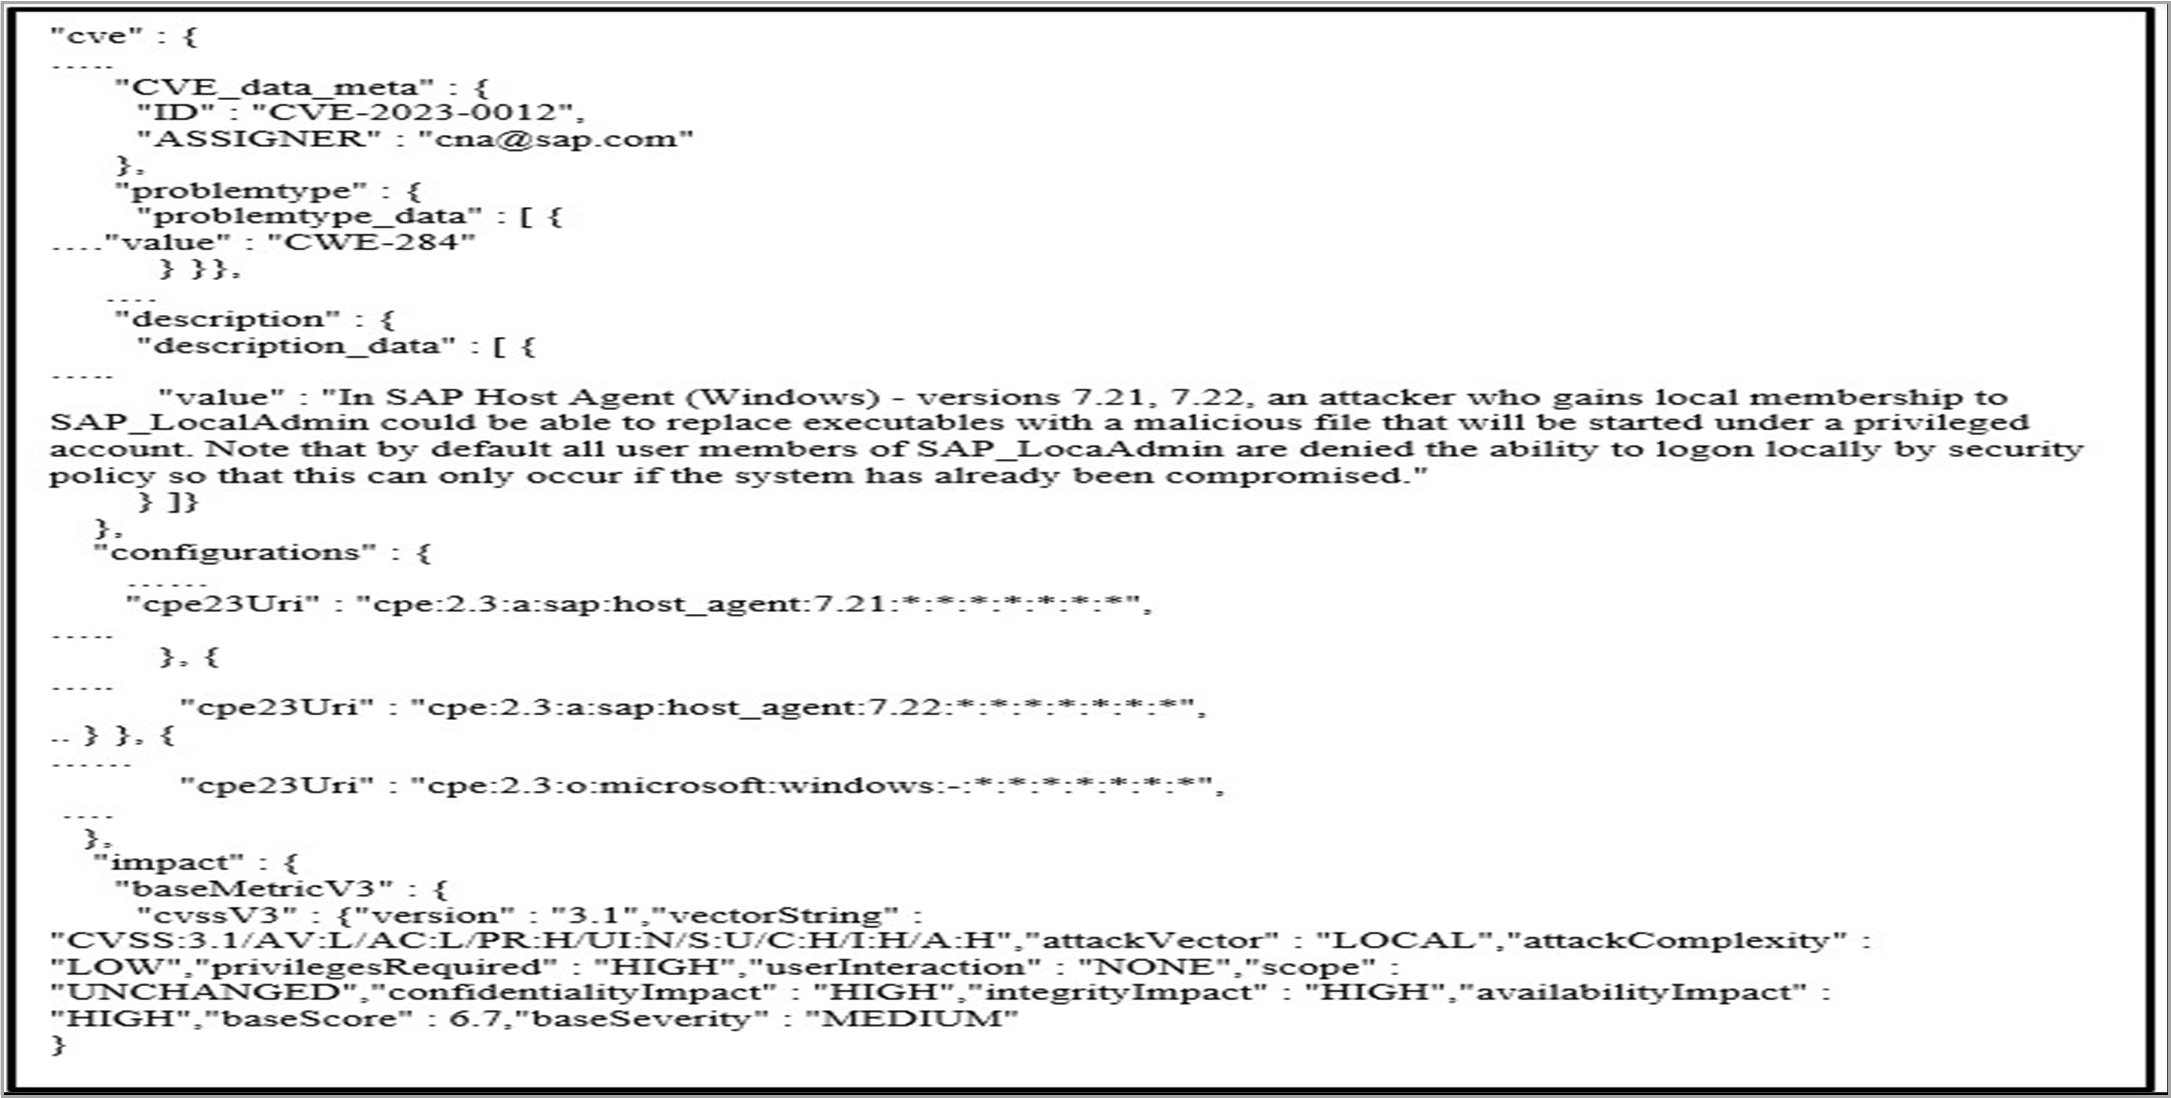 "cve" : {
.....
"CVE_data_meta" : {
"ID" : "CVE-2023-0012",
"ASSIGNER" : "cna@sap.com"
},
"problemtype" : {
"problemtype_data" : [ {
...."value" : "CWE-284"
} }},
....
"description" : {
"description_data" : [ {
.....
"value" : "In SAP Host Agent (Windows) - versions 7.21, 7.22, an attacker who gains local membership to
SAP_LocalAdmin could be able to replace executables with a malicious file that will be started under a privileged
account. Note that by default all user members of SAP_LocaAdmin are denied the ability to logon locally by security
policy so that this can only occur if the system has already been compromised."
} ]}
},
"configurations" : {
......
"cpe23Uri" : "cpe:2.3:a:sap:host_agent:7.21:*:*:*:*:*:*:*",
.....
}, {
.....
"cpe23Uri" : "cpe:2.3:a:sap:host_agent:7.22:*:*:*:*:*:*:*",
.. } }, {
......
"cpe23Uri" : "cpe:2.3:o:microsoft:windows:-:*:*:*:*:*:*:*",
....
},
"impact" : {
"baseMetricV3" : {
"cvssV3" : {"version" : "3.1","vectorString" :
"CVSS:3.1/AV:L/AC:L/PR:H/UI:N/S:U/C:H/I:H/A:H","attackVector" : "LOCAL","attackComplexity" :
"LOW","privilegesRequired" : "HIGH","userInteraction" : "NONE","scope" :
"UNCHANGED","confidentialityImpact" : "HIGH","integrityImpact" : "HIGH","availabilityImpact" :
"HIGH","baseScore" : 6.7,"baseSeverity" : "MEDIUM"
}